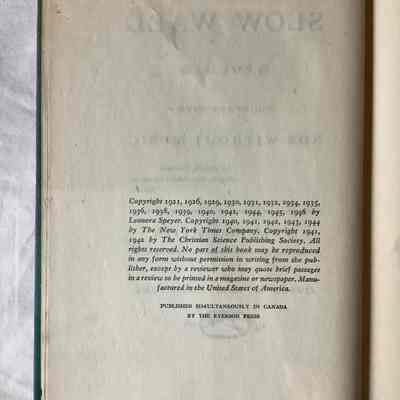 SLOW WALL
NOR WITHOUT MUSIC
Copyright 1921, 1926, 1929, 1930, 1931, 1932, 1934, 1935,
1936, 1938, 1939, 1940, 1941, 1944, 1945, 1946 by
Leonora Speyer. Copyright 1940, 1941, 1942, 1943, 1944
by The New York Times Company. Copyright 1941,
1942 by The Christian Science Publishing Society. All
rights reserved. No part of this book may be reproduced
in any form without permission in writing from the pub-
lisher, except by a reviewer who may quote brief passages
in a review to be printed in a magazine or newspaper. Manu-
factured in the United States of America.
PUBLISHED SIMULTANEOUSLY IN CANADA
BY THE RYERSON PRESS